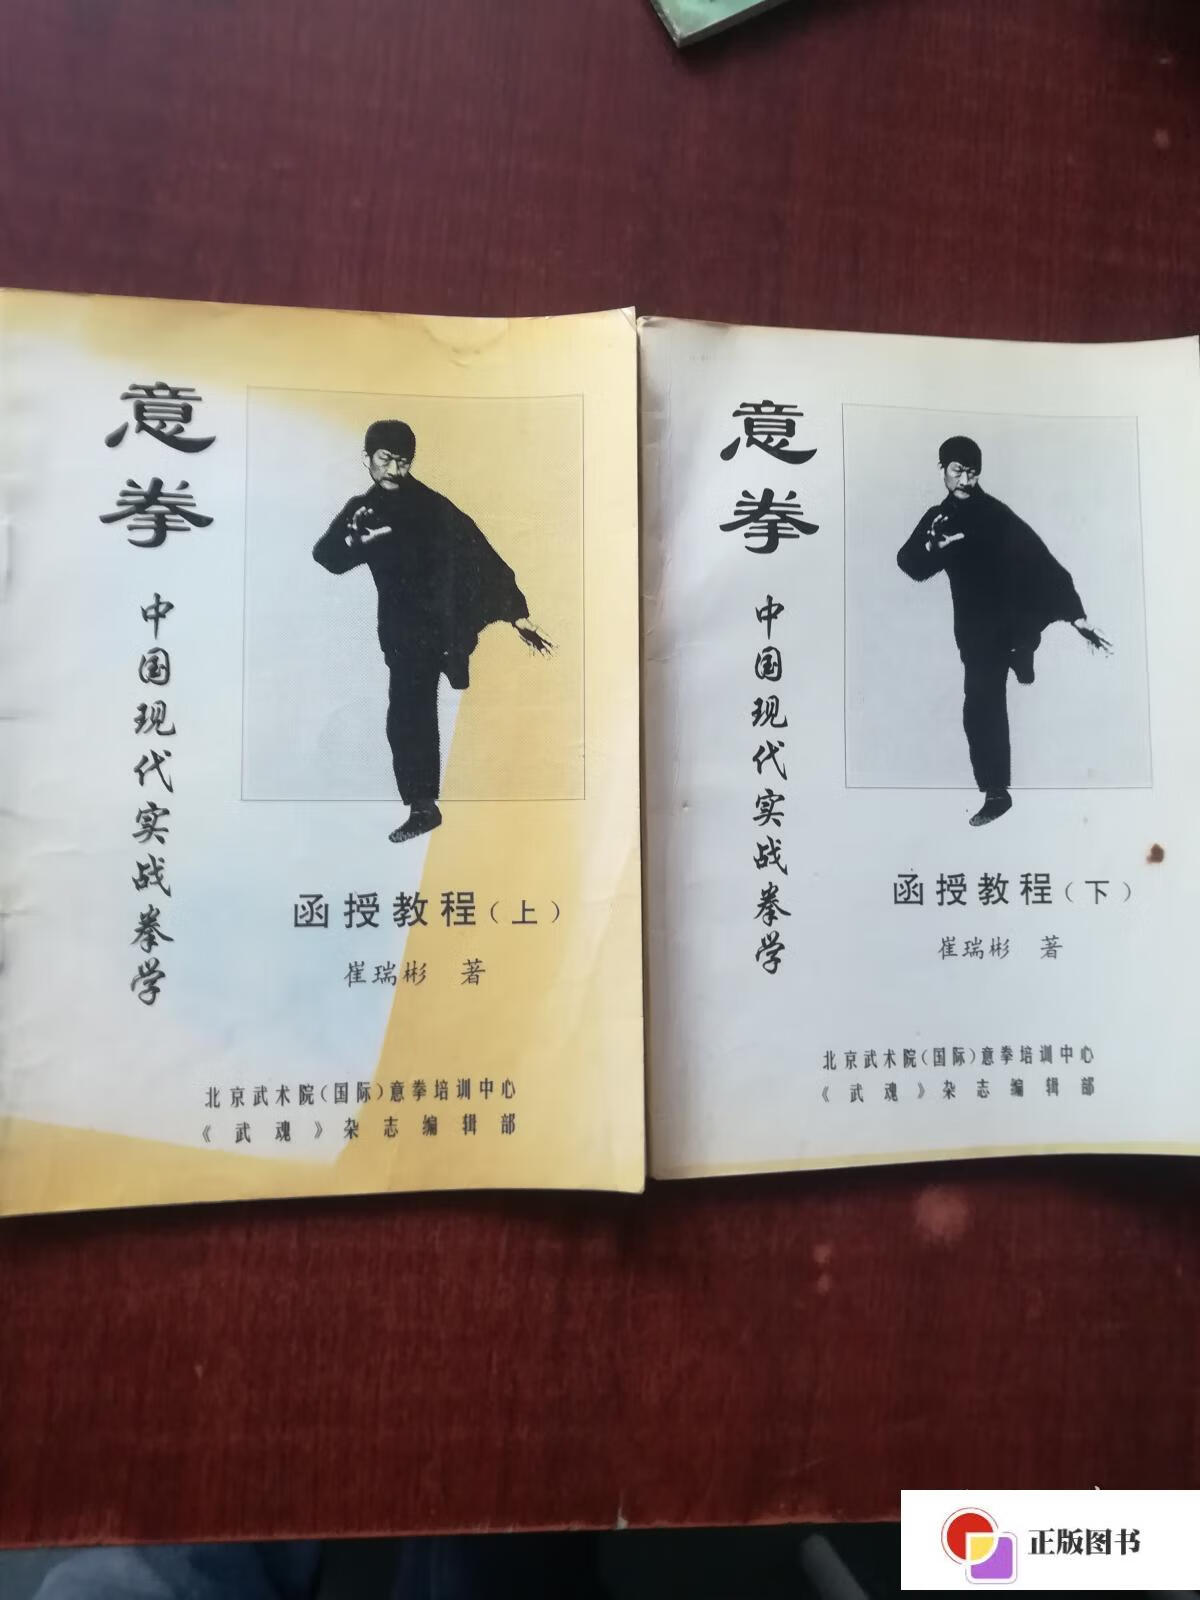 意拳
中国现代实战拳学
函授教程（上）
崔瑞彬 著
北京武术院（国际）意拳培训中心
《武魂》杂志编辑部
意拳
中国现代实战拳学
函授教程（下）
崔瑞彬 著
北京武术院（国际）意拳培训中心
《武魂》杂志编辑部
正版图书